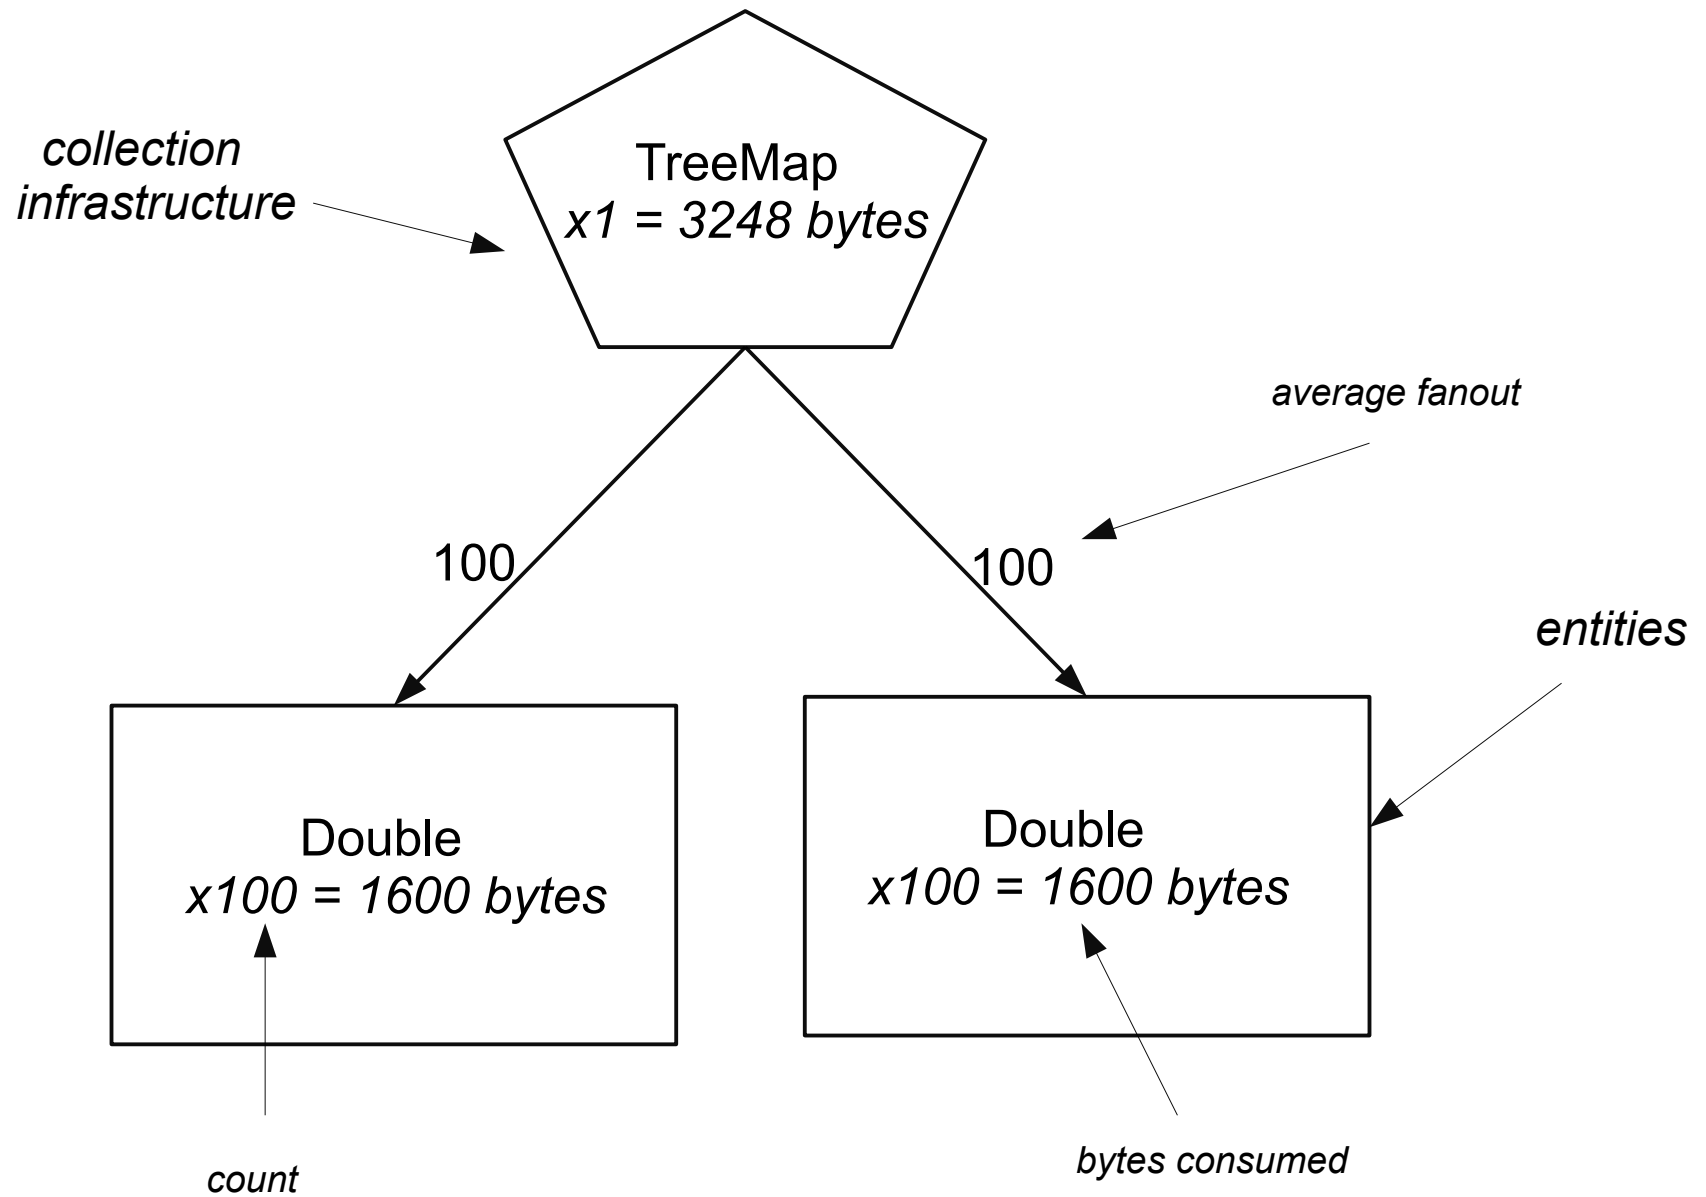 collection
infrastructure
TreeMap
x1 = 3248 bytes
average fanout
100
100
entities
Double
x100 = 1600 bytes
Double
x100 = 1600 bytes
count
bytes consumed